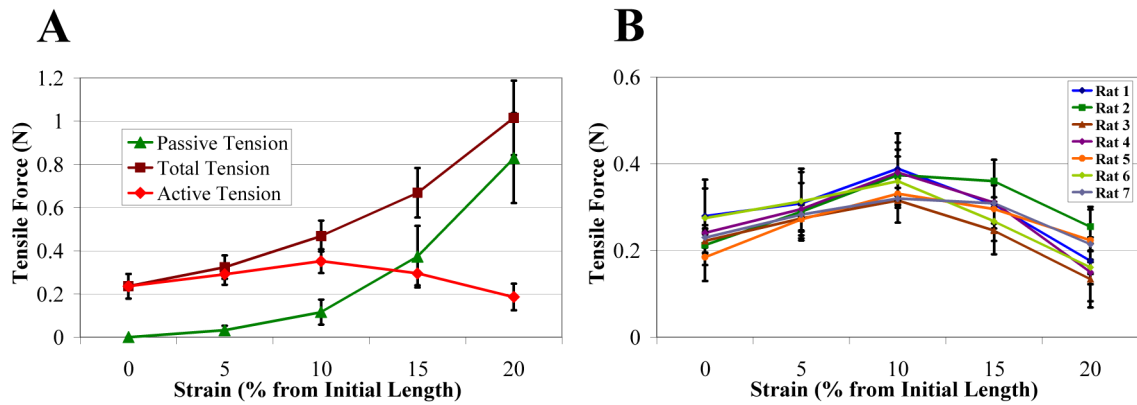 A
Tensile Force (N)
1.2
1
0.8
0.6
0.4
0.2
0
Passive Tension
Total Tension
Active Tension
0 5 10 15 20
Strain (% from Initial Length)
B
Tensile Force (N)
0.6
0.4
0.2
0
Rat 1
Rat 2
Rat 3
Rat 4
Rat 5
Rat 6
Rat 7
0 5 10 15 20
Strain (% from Initial Length)